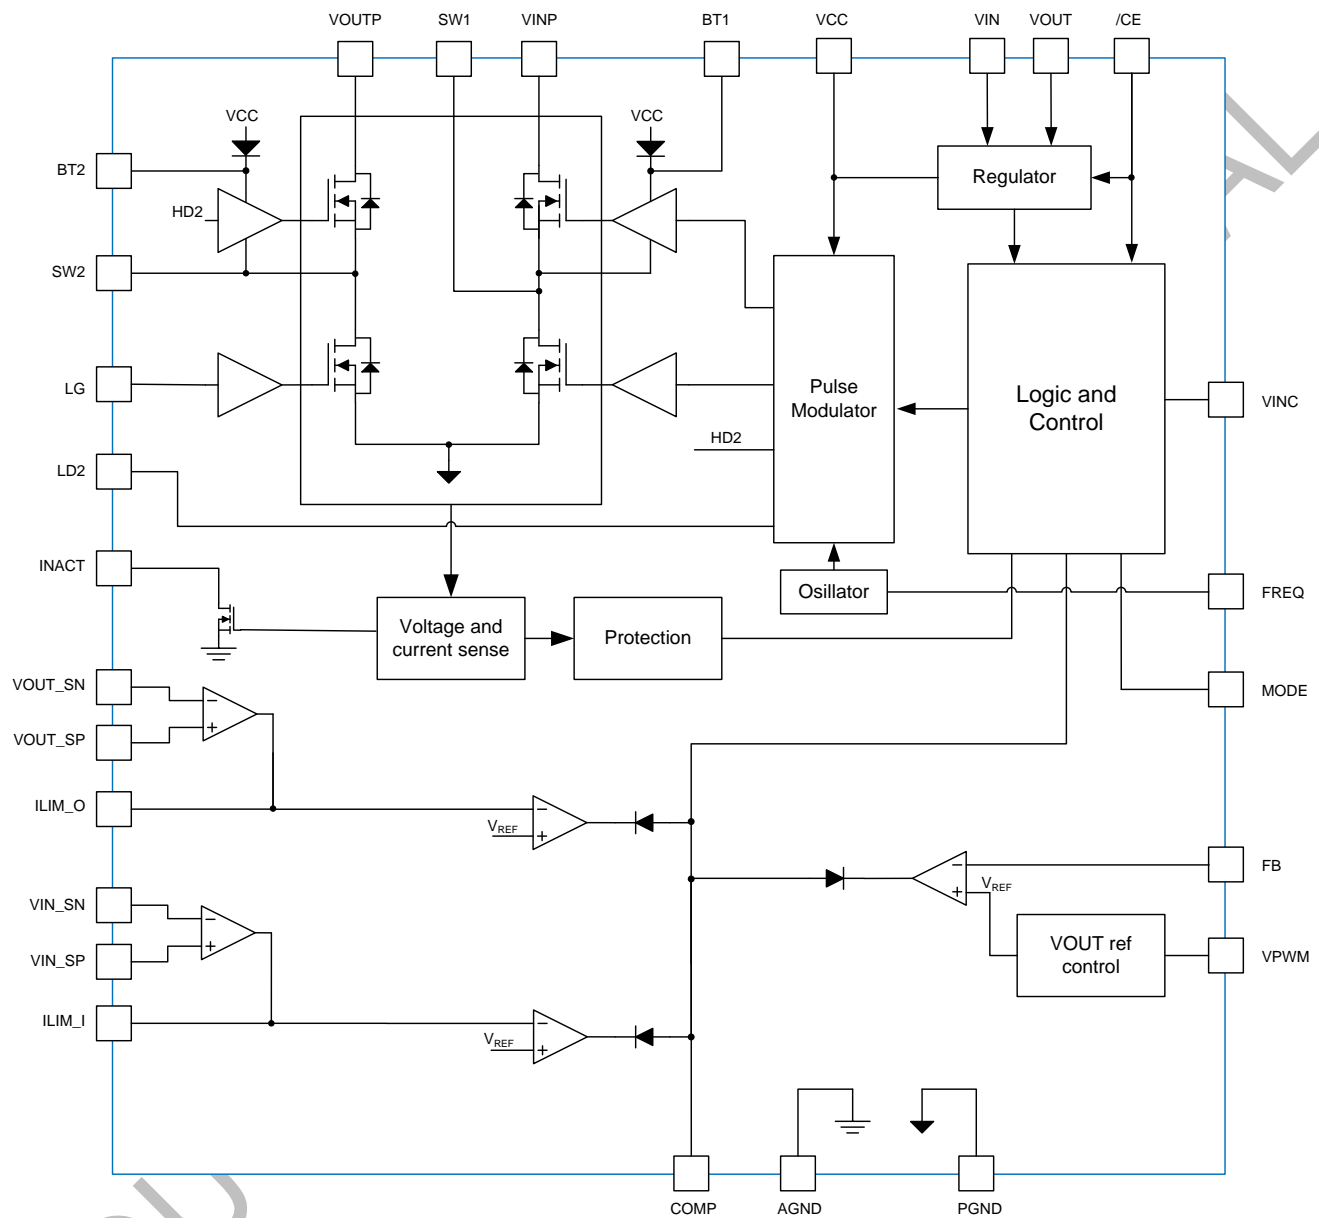 VOUTP
SW1
VINP
BT1
VCC
VIN
VOUT
/CE
VCC
VCC
BT2
HD2
Regulator
SW2
LG
Pulse
Modulator
Logic and
Control
VINC
HD2
LD2
INACT
Osillator
FREQ
Voltage and
current sense
Protection
VOUT_SN
MODE
VOUT_SP
ILIM_O
VREF
FB
VREF
VIN_SN
VOUT ref
control
VIN_SP
VPWM
ILIM_I
VREF
COMP
AGND
PGND